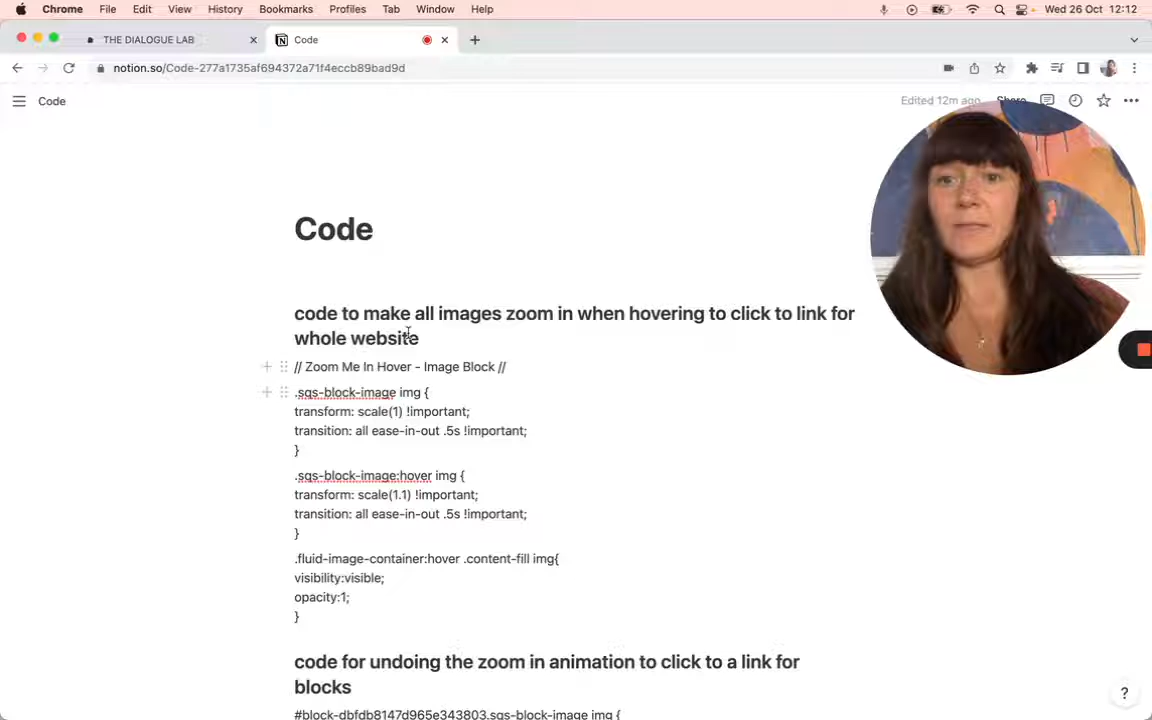 Chrome File Edit View History Bookmarks Profiles Tab Window Help Wed 26 Oct 12:12
THE DIALOGUE LAB Code
notion.so/Code-277a1735af694372a71f4eccb89bad9d
Code Edited 12m ago Share
Code
code to make all images zoom in when hovering to click to link for
whole website
// Zoom Me In Hover - Image Block //
.sqs-block-image img {
transform: scale(1) !important;
transition: all ease-in-out .5s !important;
}
.sqs-block-image:hover img {
transform: scale(1.1) !important;
transition: all ease-in-out .5s !important;
}
.fluid-image-container:hover .content-fill img{
visibility:visible;
opacity:1;
}
code for undoing the zoom in animation to click to a link for
blocks
#block-dbfdb8147d965e343803.sqs-block-image img {
?